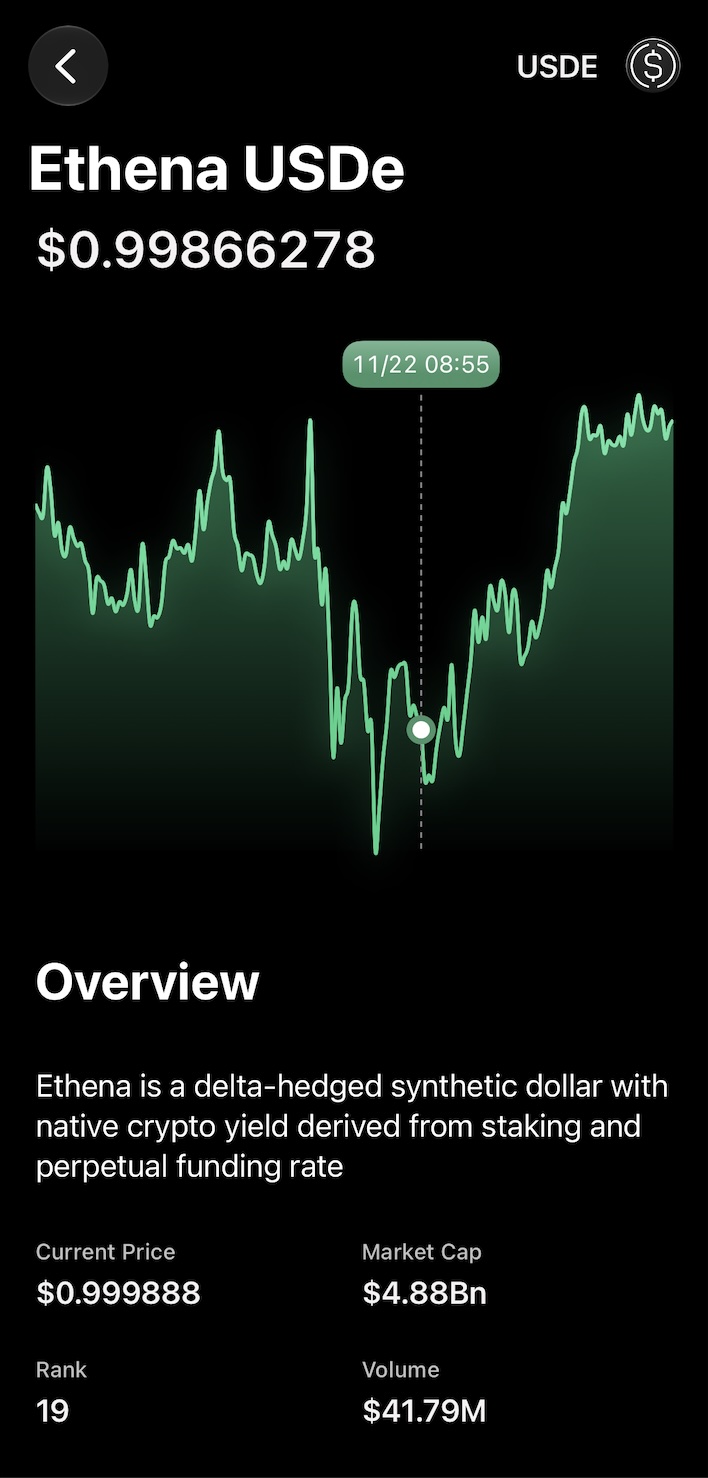 USDE
Ethena USDe
$0.99866278
11/22 08:55
Overview
Ethena is a delta-hedged synthetic dollar with
native crypto yield derived from staking and
perpetual funding rate
Current Price
Market Cap
$0.999888
$4.88Bn
Rank
Volume
19
$41.79M